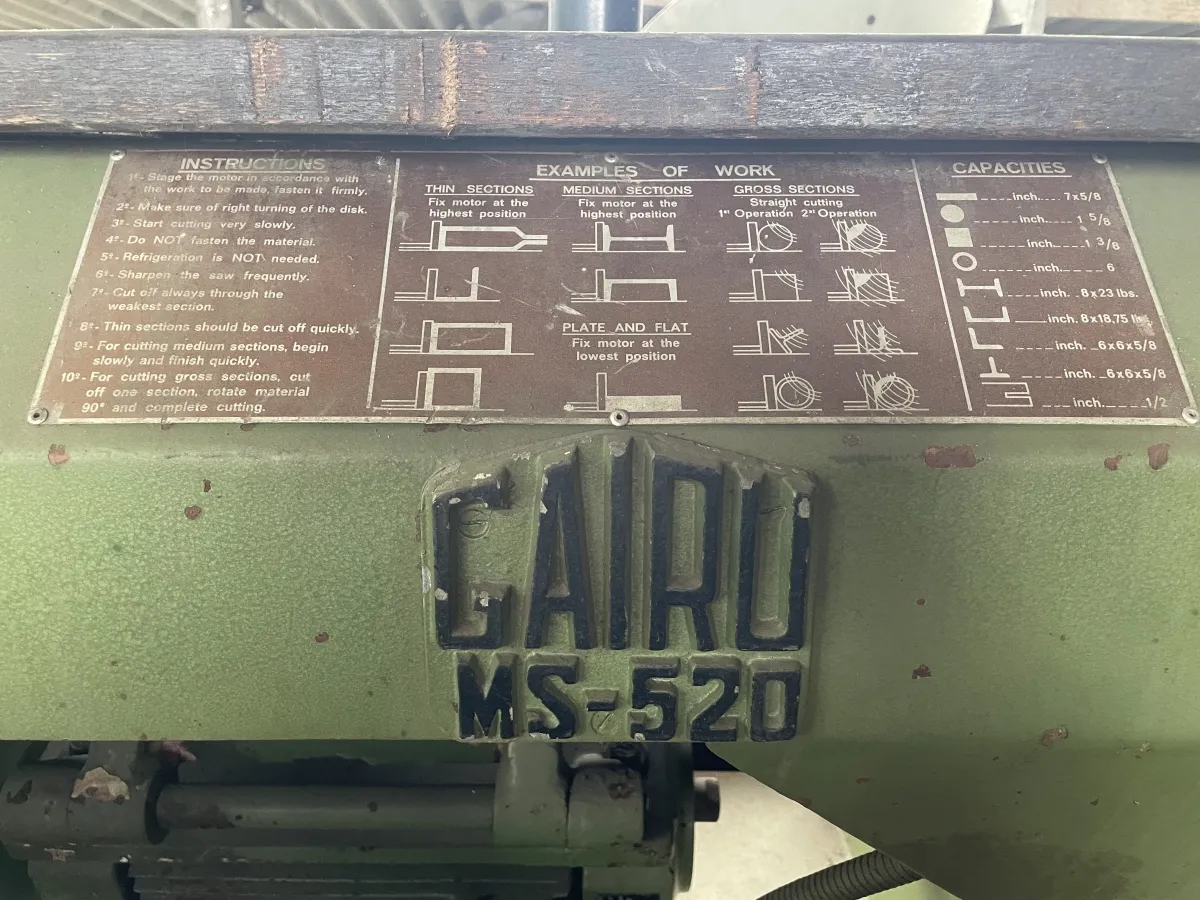 INSTRUCTIONS
1º- Stage the motor in accordance with
the work to be made, fasten it firmly.
2º- Make sure of right turning of the disk.
3º- Start cutting very slowly.
4º- Do NOT fasten the material.
5º- Refrigeration is NOT needed.
6º- Sharpen the saw frequently.
7º- Cut off always through the
weakest section.
8º- Thin sections should be cut off quickly.
9º- For cutting medium sections, begin
slowly and finish quickly.
10º- For cutting gross sections, cut
off one section, rotate material
90º and complete cutting.
EXAMPLES OF WORK
THIN SECTIONS
Fix motor at the
highest position
MEDIUM SECTIONS
Fix motor at the
highest position
PLATE AND FLAT
Fix motor at the
lowest position
GROSS SECTIONS
Straight cutting
1st Operation 2nd Operation
CAPACITIES
inch. 7x5/8
inch. 1 5/8
inch. 1 3/8
inch. 6
inch. 8x23 lbs.
inch. 8x18,75 lbs.
inch. 6x6x5/8
inch. 6x6x5/8
inch. 1/2
GAIRU
MS-520